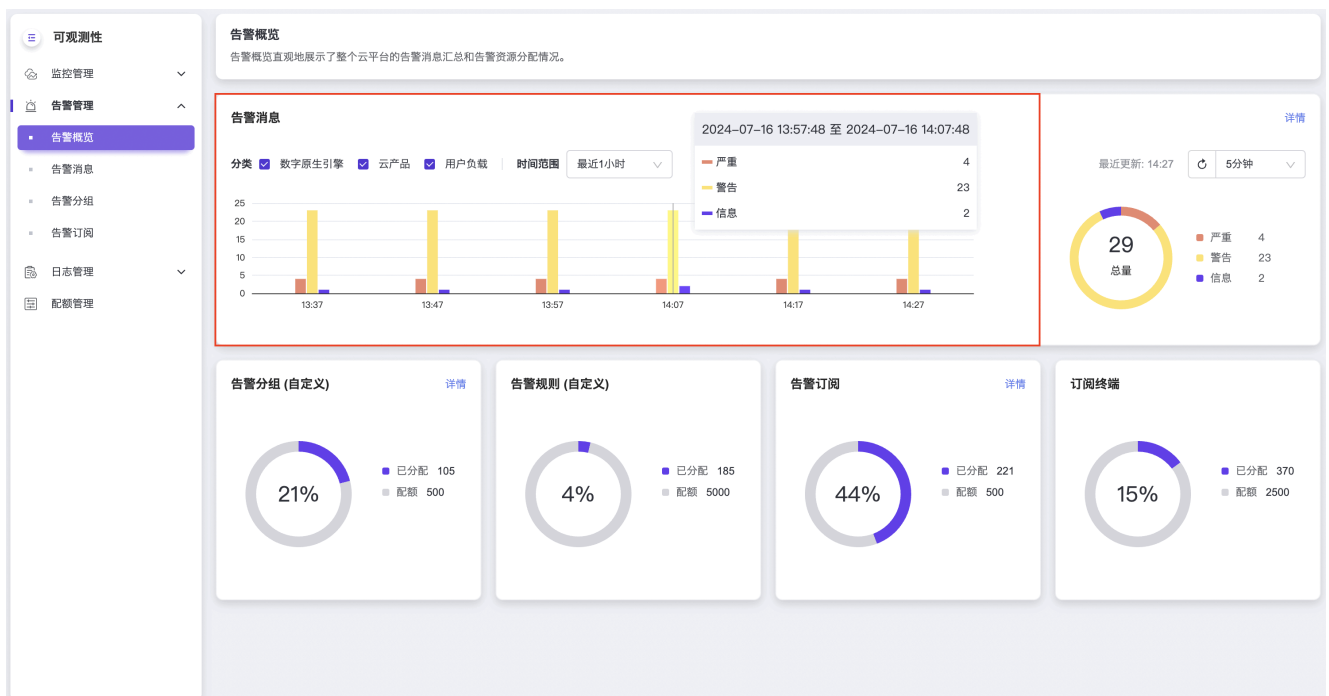 可观测性
监控管理
告警管理
告警概览
告警消息
告警分组
告警订阅
日志管理
配额管理
告警概览
告警概览直观地展示了整个云平台的告警消息汇总和告警资源分配情况。
告警消息
分类 数字原生引擎 云产品 用户负载 时间范围 最近1小时
2024-07-16 13:57:48 至 2024-07-16 14:07:48
严重 4
警告 23
信息 2
25
20
15
10
5
0
13:37 13:47 13:57 14:07 14:17 14:27
详情
最近更新: 14:27 5分钟
29
总量
严重 4
警告 23
信息 2
告警分组 (自定义) 详情
21%
已分配 105
配额 500
告警规则 (自定义)
4%
已分配 185
配额 5000
告警订阅 详情
44%
已分配 221
配额 500
订阅终端
15%
已分配 370
配额 2500